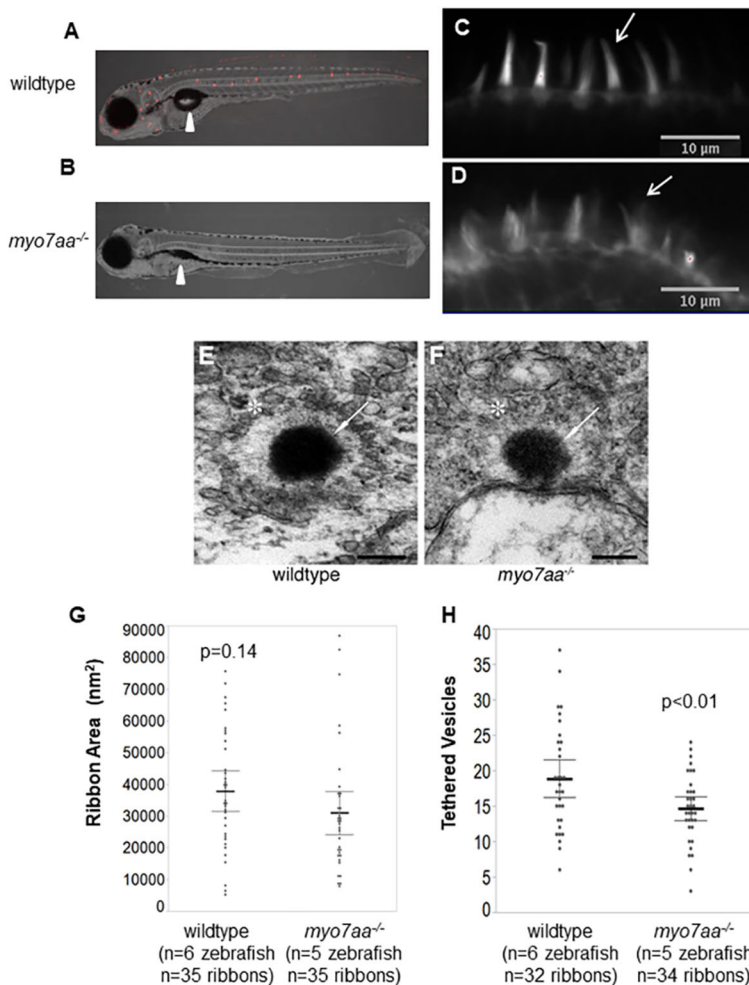 A
wildtype
B
myo7aa-/-
C
10 µm
D
10 µm
E
*
F
*
wildtype
myo7aa-/-
G
Ribbon Area (nm²)
90000
80000
70000
60000
50000
40000
30000
20000
10000
0
p=0.14
wildtype
(n=6 zebrafish
n=35 ribbons)
myo7aa-/-
(n=5 zebrafish
n=35 ribbons)
H
Tethered Vesicles
40
35
30
25
20
15
10
5
0
p<0.01
wildtype
(n=6 zebrafish
n=32 ribbons)
myo7aa-/-
(n=5 zebrafish
n=34 ribbons)